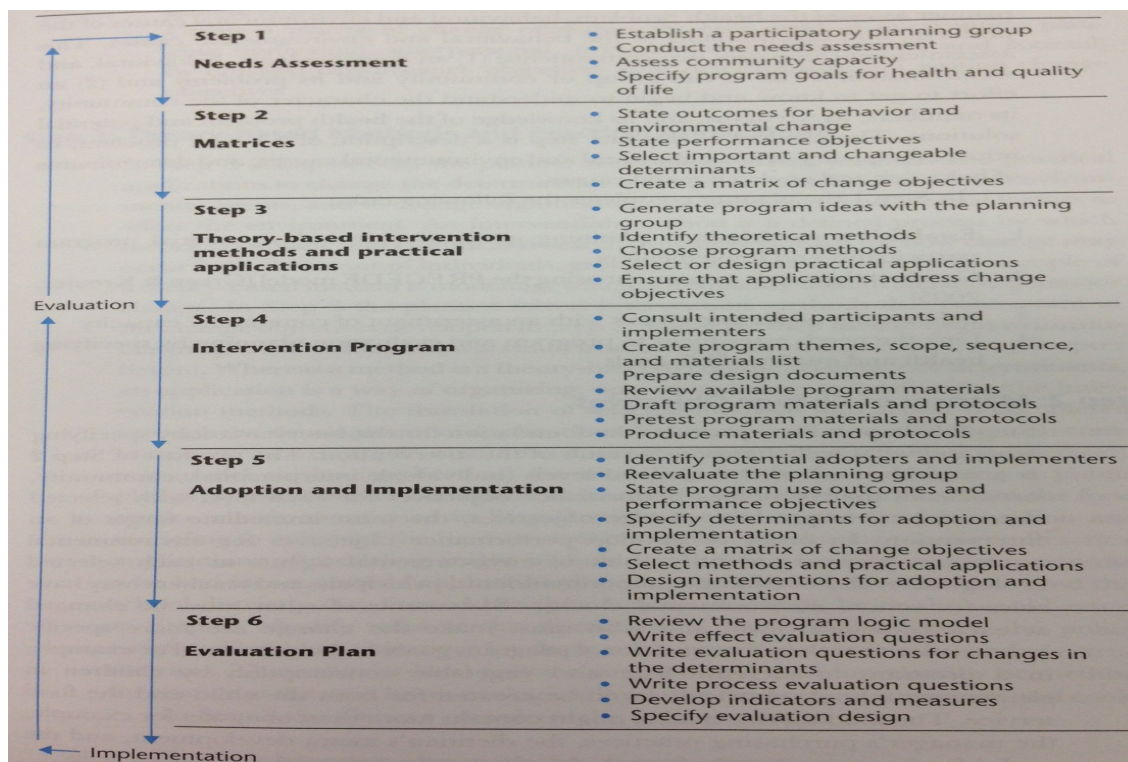 Step 1
Needs Assessment
• Establish a participatory planning group
• Conduct the needs assessment
• Assess community capacity
• Specify program goals for health and quality
of life
Step 2
Matrices
• State outcomes for behavior and
environmental change
• State performance objectives
• Select important and changeable
determinants
• Create a matrix of change objectives
Step 3
Theory-based intervention
methods and practical
applications
• Generate program ideas with the planning
group
• Identify theoretical methods
• Choose program methods
• Select or design practical applications
• Ensure that applications address change
objectives
Evaluation
Step 4
Intervention Program
• Consult intended participants and
implementers
• Create program themes, scope, sequence,
and materials list
• Prepare design documents
• Review available program materials
• Draft program materials and protocols
• Pretest program materials and protocols
• Produce materials and protocols
Step 5
Adoption and Implementation
• Identify potential adopters and implementers
• Reevaluate the planning group
• State program use outcomes and
performance objectives
• Specify determinants for adoption and
implementation
• Create a matrix of change objectives
• Select methods and practical applications
• Design interventions for adoption and
implementation
Step 6
Evaluation Plan
• Review the program logic model
• Write effect evaluation questions
• Write evaluation questions for changes in
the determinants
• Write process evaluation questions
• Develop indicators and measures
• Specify evaluation design
Implementation